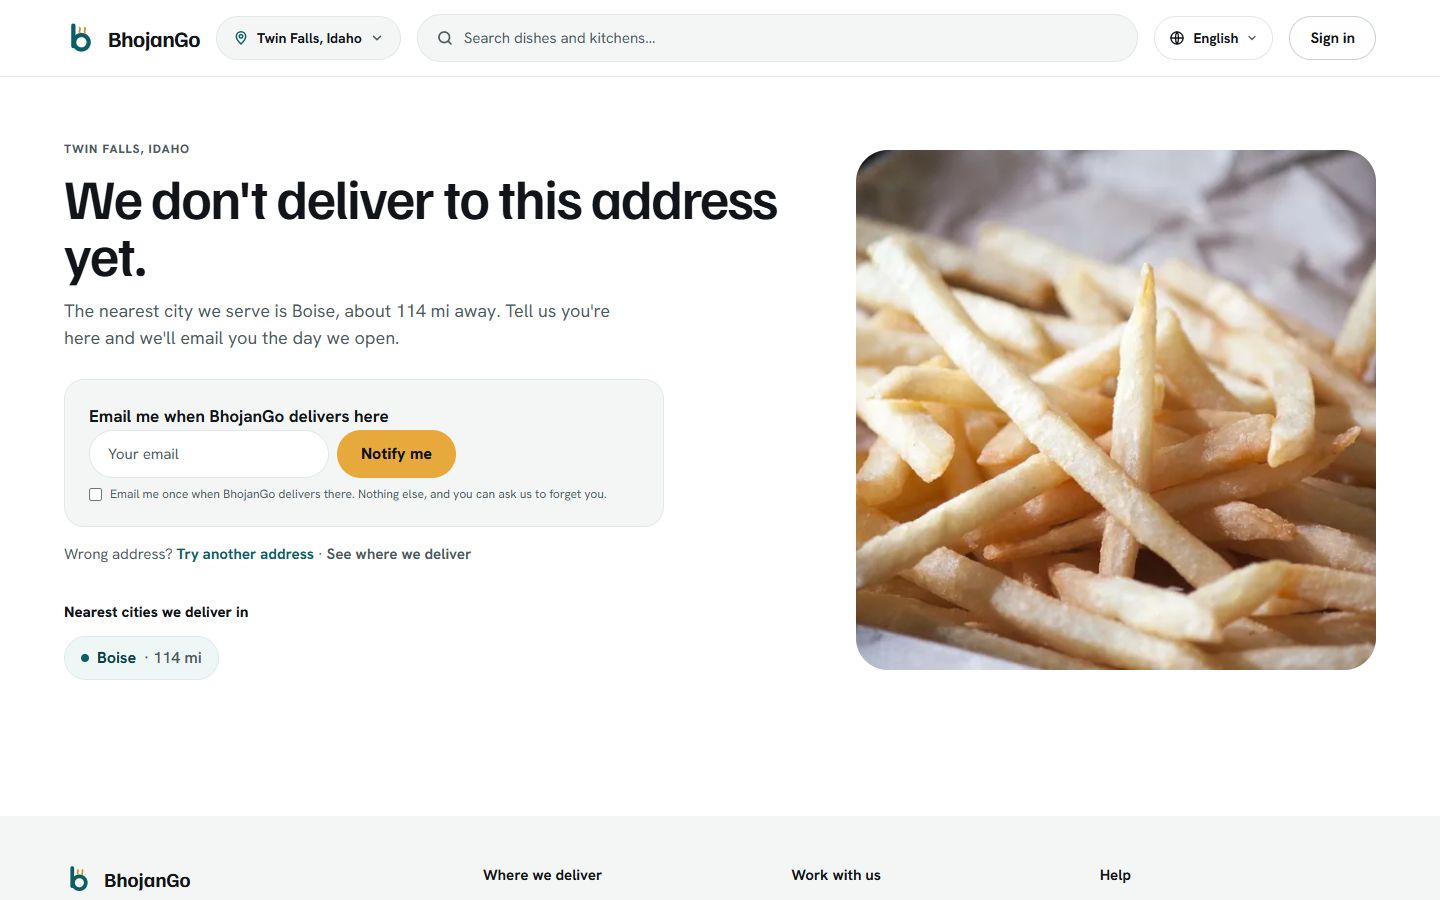 BhojanGo
Twin Falls, Idaho
Search dishes and kitchens...
English
Sign in
TWIN FALLS, IDAHO
We don't deliver to this address
yet.
The nearest city we serve is Boise, about 114 mi away. Tell us you're
here and we'll email you the day we open.
Email me when BhojanGo delivers here
Your email
Notify me
Email me once when BhojanGo delivers there. Nothing else, and you can ask us to forget you.
Wrong address? Try another address · See where we deliver
Nearest cities we deliver in
Boise · 114 mi
BhojanGo
Where we deliver
Work with us
Help